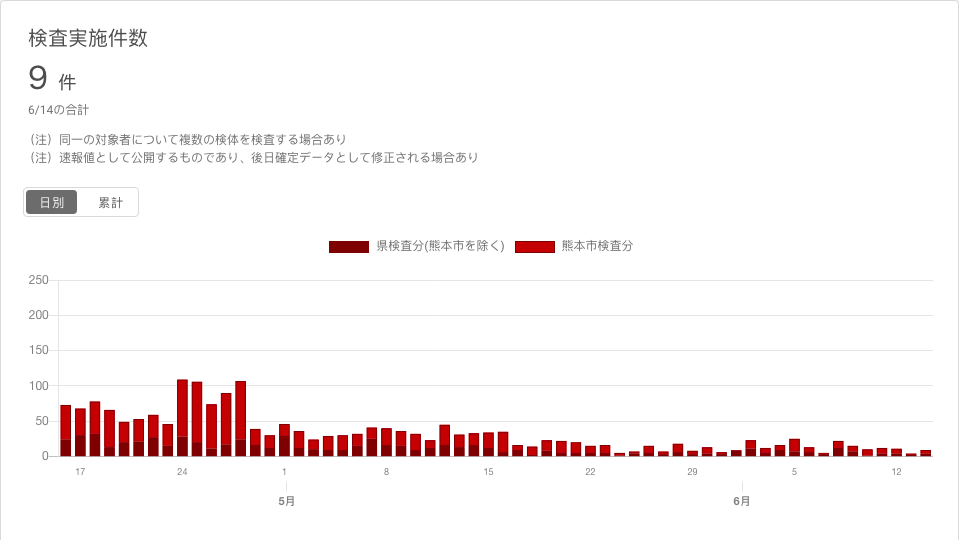 検査実施件数
9 件
6/14の合計
（注）同一の対象者について複数の検体を検査する場合あり
（注）速報値として公開するものであり、後日確定データとして修正される場合あり
日別 累計
県検査分(熊本市を除く) 熊本市検査分
250
200
150
100
50
0
17 24 1 8 15 22 29 5 12
5月 6月